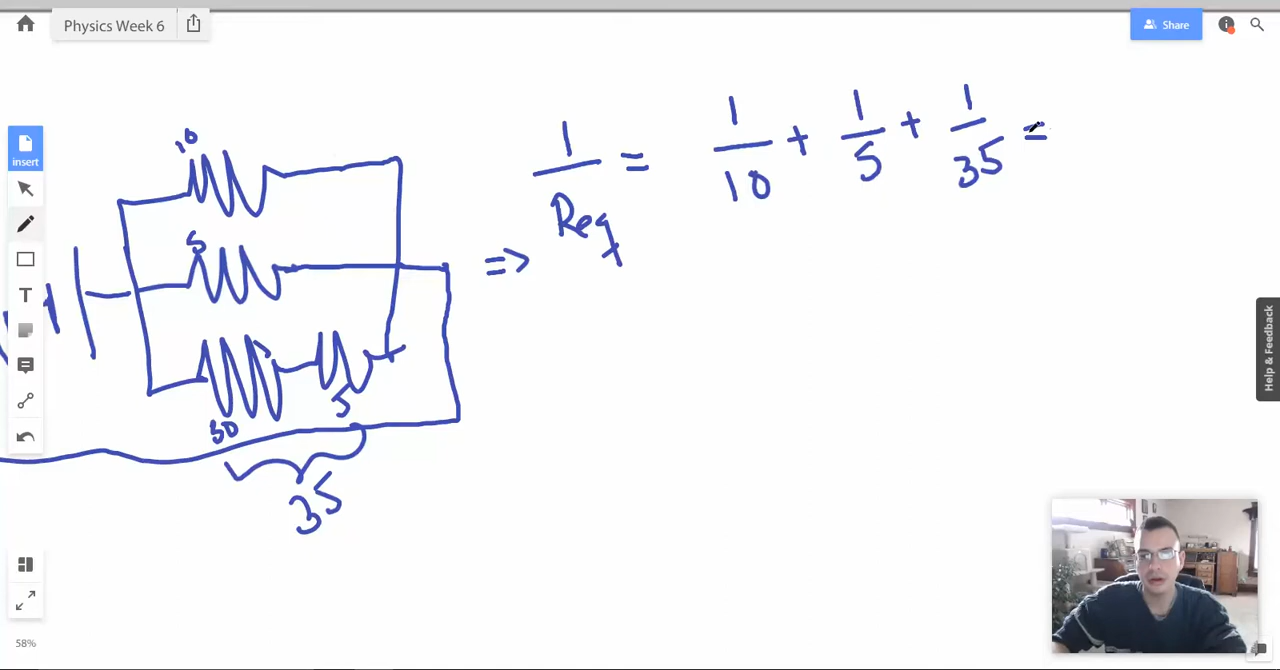 Physics Week 6
Share
insert
T
10
5
30
5
35
=> 1/Req = 1/10 + 1/5 + 1/35 =
Help & Feedback
58%